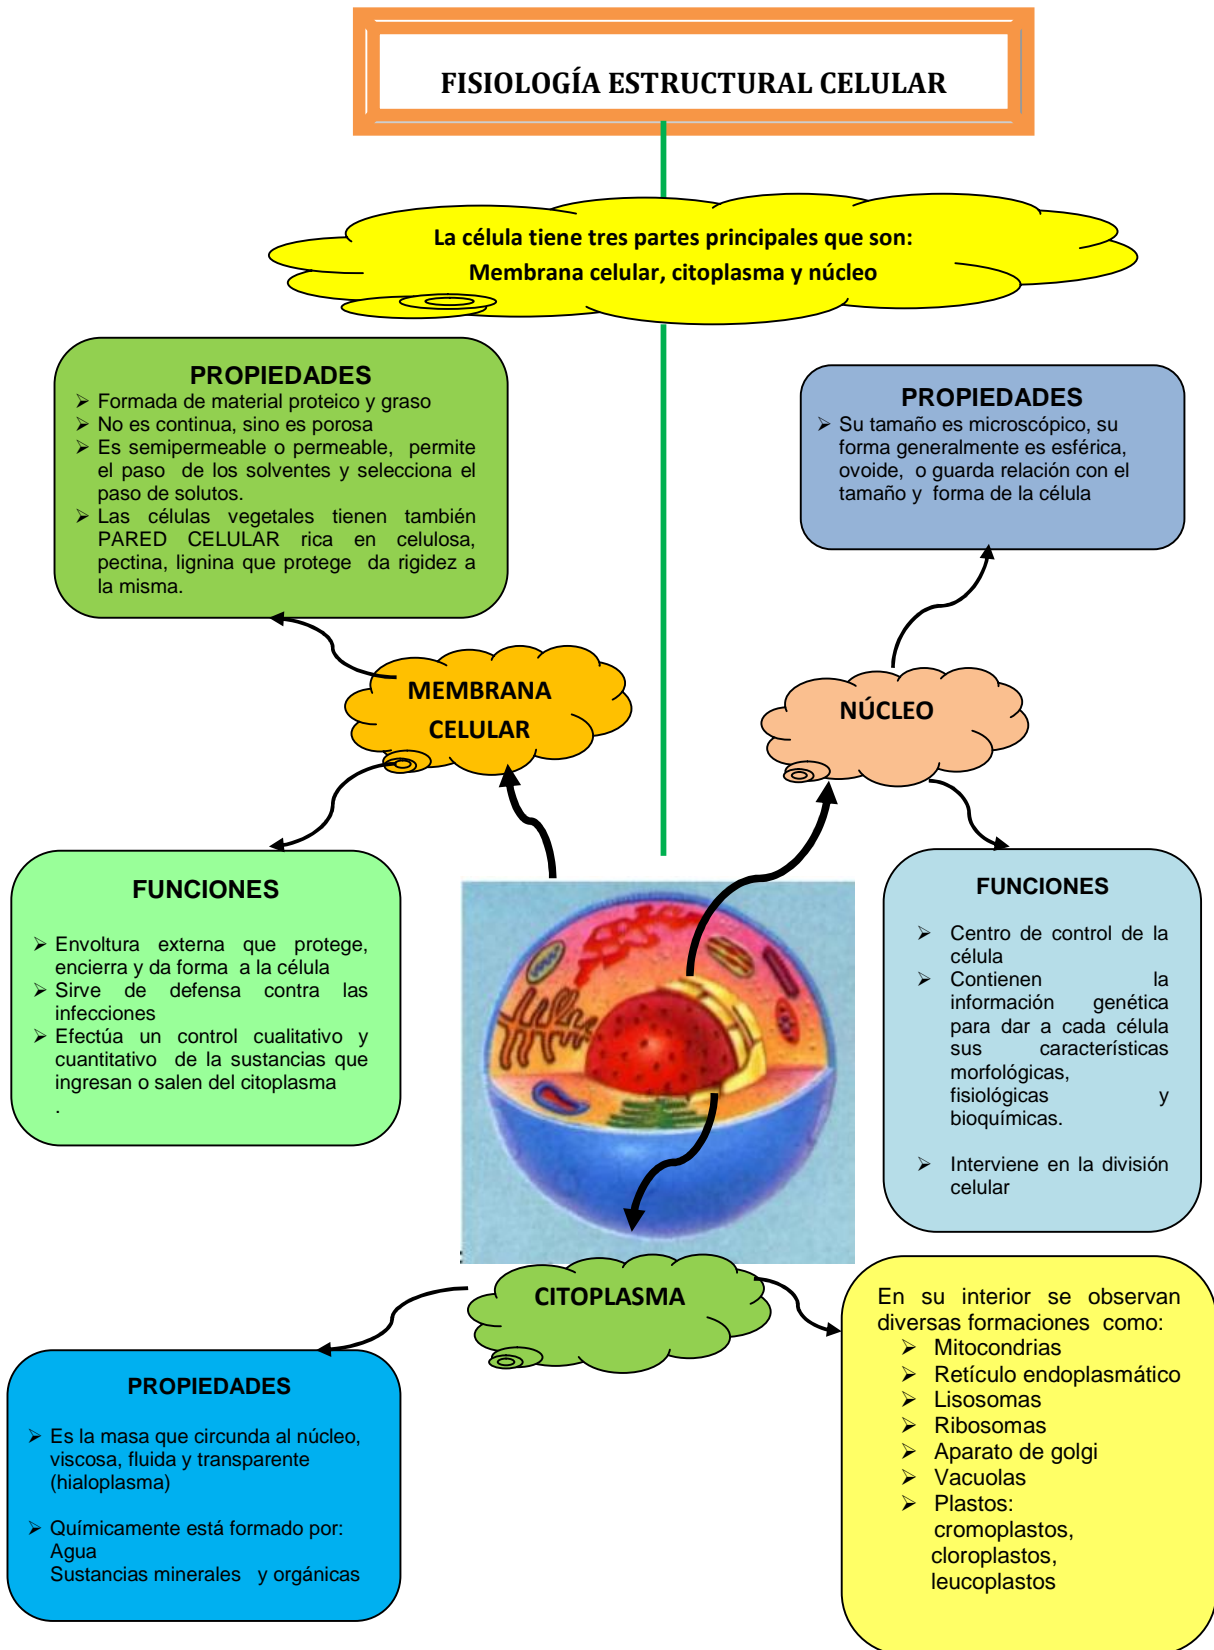 FISIOLOGÍA ESTRUCTURAL CELULAR
La célula tiene tres partes principales que son:
Membrana celular, citoplasma y núcleo
PROPIEDADES
➢ Formada de material proteico y graso
➢ No es continua, sino es porosa
➢ Es semipermeable o permeable, permite
el paso de los solventes y selecciona el
paso de solutos.
➢ Las células vegetales tienen también
PARED CELULAR rica en celulosa,
pectina, lignina que protege da rigidez a
la misma.
PROPIEDADES
➢ Su tamaño es microscópico, su
forma generalmente es esférica,
ovoide, o guarda relación con el
tamaño y forma de la célula
MEMBRANA
CELULAR
NÚCLEO
FUNCIONES
➢ Envoltura externa que protege,
encierra y da forma a la célula
➢ Sirve de defensa contra las
infecciones
➢ Efectúa un control cualitativo y
cuantitativo de la sustancias que
ingresan o salen del citoplasma
.
FUNCIONES
➢ Centro de control de la
célula
➢ Contienen la
información genética
para dar a cada célula
sus características
morfológicas,
fisiológicas y
bioquímicas.
➢ Interviene en la división
celular
CITOPLASMA
PROPIEDADES
➢ Es la masa que circunda al núcleo,
viscosa, fluida y transparente
(hialoplasma)
➢ Químicamente está formado por:
Agua
Sustancias minerales y orgánicas
En su interior se observan
diversas formaciones como:
➢ Mitocondrias
➢ Retículo endoplasmático
➢ Lisosomas
➢ Ribosomas
➢ Aparato de golgi
➢ Vacuolas
➢ Plastos:
cromoplastos,
cloroplastos,
leucoplastos